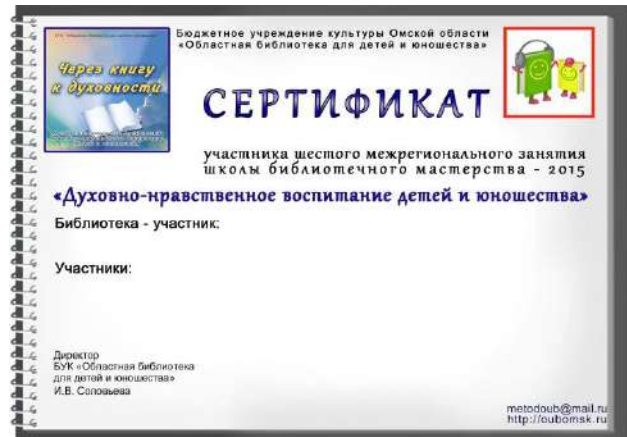 Бюджетное учреждение культуры Омской области
«Областная библиотека для детей и юношества»
Через книгу
к духовности
СЕРТИФИКАТ
участника шестого межрегионального занятия
школы библиотечного мастерства - 2015
«Духовно-нравственное воспитание детей и юношества»
Библиотека - участник:
Участники:
Директор
БУК «Областная библиотека
для детей и юношества»
И.В. Соловьева
metodoub@mail.ru
http://oubomsk.ru